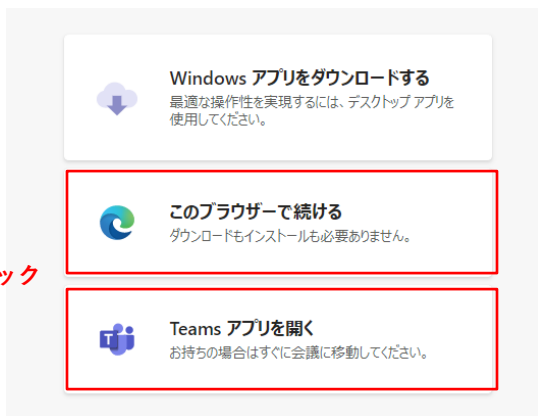 Windows アプリをダウンロードする
最適な操作性を実現するには、デスクトップ アプリを
使用してください。
このブラウザーで続ける
ダウンロードもインストールも必要ありません。
ック
Teams アプリを開く
お持ちの場合はすぐに会議に移動してください。